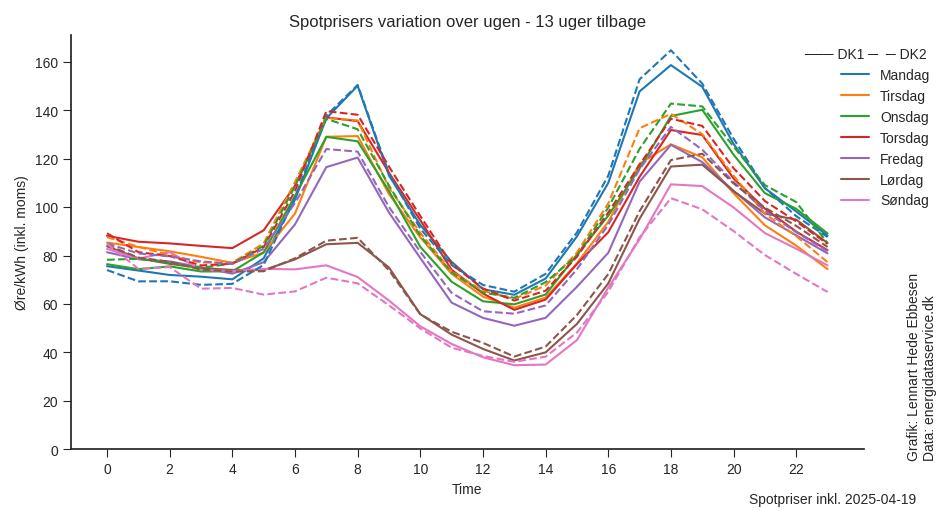 Spotprisers variation over ugen - 13 uger tilbage
Øre/kWh (inkl. moms)
160
140
120
100
80
60
40
20
0
0 2 4 6 8 10 12 14 16 18 20 22
Time
DK1 DK2
Mandag
Tirsdag
Onsdag
Torsdag
Fredag
Lørdag
Søndag
Grafik: Lennart Hede Ebbesen
Data: energidataservice.dk
Spotpriser inkl. 2025-04-19